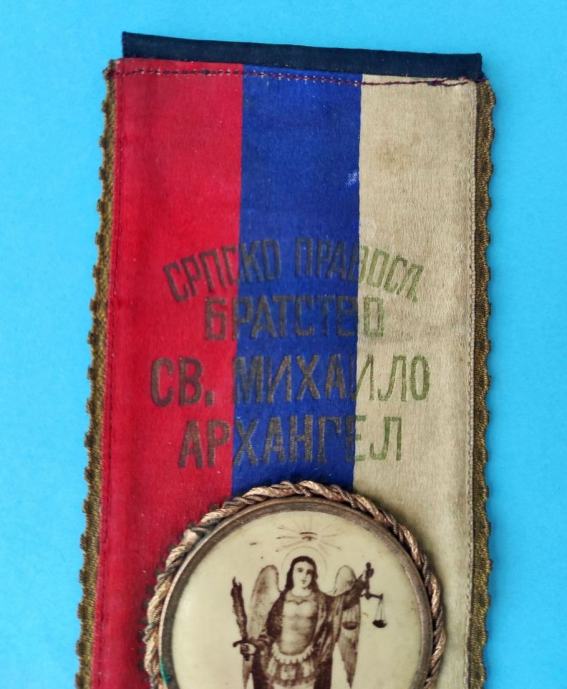 СРПСКО ПРАВОСЛ.
БРАТСТВО
СВ. МИХАИЛО
АРХАНГЕЛ